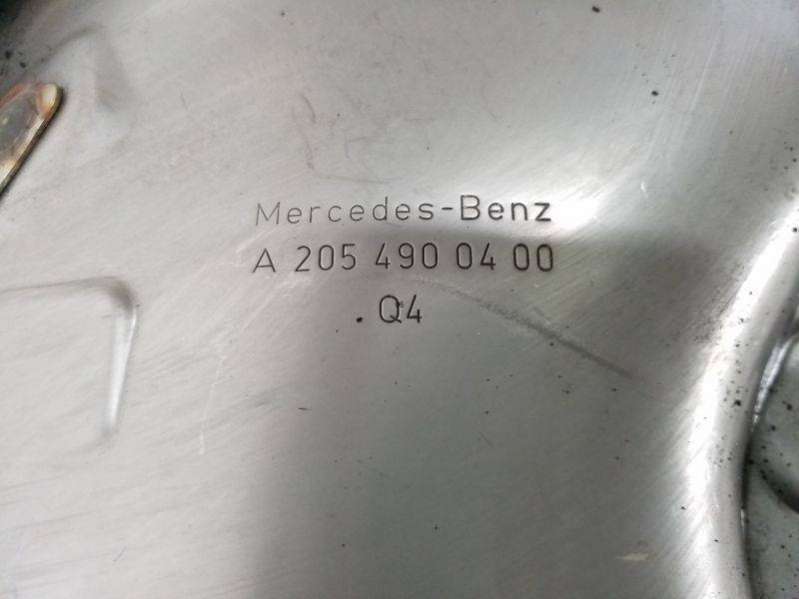 Mercedes-Benz
A 205 490 04 00
. Q4